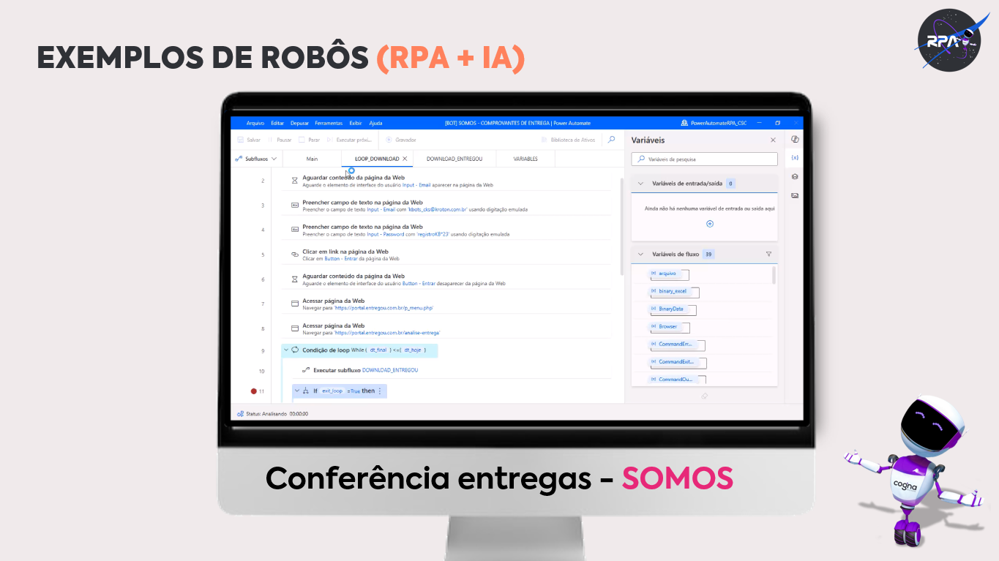 EXEMPLOS DE ROBÔS (RPA + IA)
RPA
Arquivo Editar Depurar Ferramentas Exibir Ajuda [BOT] SOMOS - COMPROVANTES DE ENTREGA | Power Automate PowerAutomateRPA_CSC
Salvar Pausar Parar Executar próxi... Gravador Biblioteca de Ativos
Variáveis
Subfluxos Main LOOP_DOWNLOAD DOWNLOAD_ENTREGOU VARIABLES
Variáveis de pesquisa
2 Aguardar conteúdo da página da Web
Aguarde o elemento de interface do usuário Input - Email aparecer na página da Web
3 Preencher campo de texto na página da Web
Preencher o campo de texto Input - Email com 'kbots_cks@kroton.com.br' usando digitação emulada
4 Preencher campo de texto na página da Web
Preencher o campo de texto Input - Password com 'registroKB*23' usando digitação emulada
5 Clicar em link na página da Web
Clicar em Button - Entrar da página da Web
6 Aguardar conteúdo da página da Web
Aguarde o elemento de interface do usuário Button - Entrar desaparecer da página da Web
7 Acessar página da Web
Navegar para 'https://portal.entregou.com.br/p_menu.php'
8 Acessar página da Web
Navegar para 'https://portal.entregou.com.br/analise-entrega'
9 Condição de loop While ( dt_final ) <=( dt_hoje )
10 Executar subfluxo DOWNLOAD_ENTREGOU
11 If exit_loop =True then
Variáveis de entrada/saída 0
Ainda não há nenhuma variável de entrada ou saída aqui
Variáveis de fluxo 39
{x} arquivo
{x} binary_excel
{x} BinaryData
{x} Browser
{x} CommandErr...
{x} CommandExit...
{x} CommandOu...
{x}
Status: Analisando 00:00:00
Conferência entregas - SOMOS
cogna